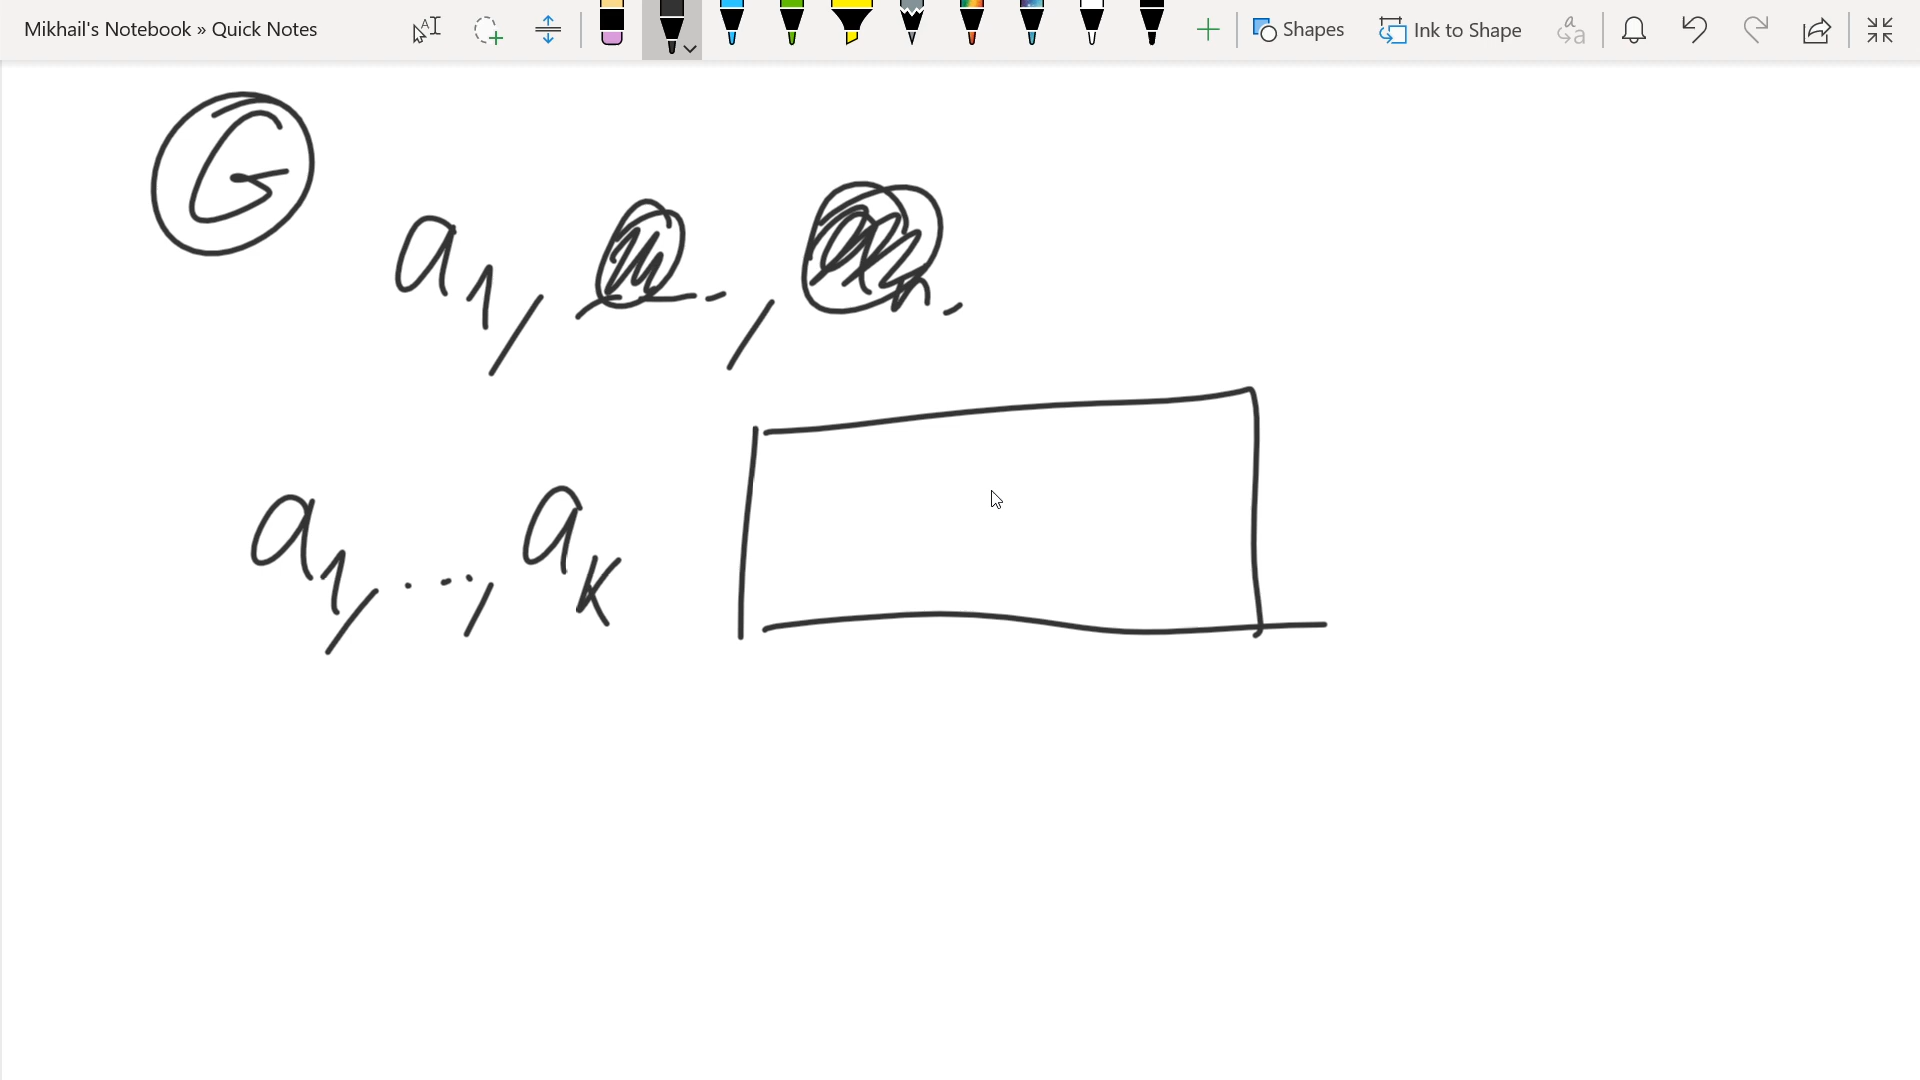 Mikhail's Notebook » Quick Notes Shapes Ink to Shape
G
a₁,
a₁, ..., aₖ